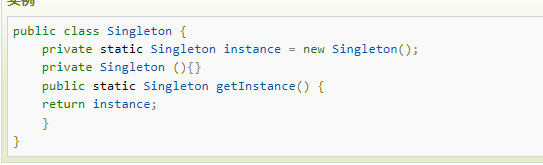 实例
public class Singleton {
    private static Singleton instance = new Singleton();
    private Singleton (){}
    public static Singleton getInstance() {
    return instance;
    }
}